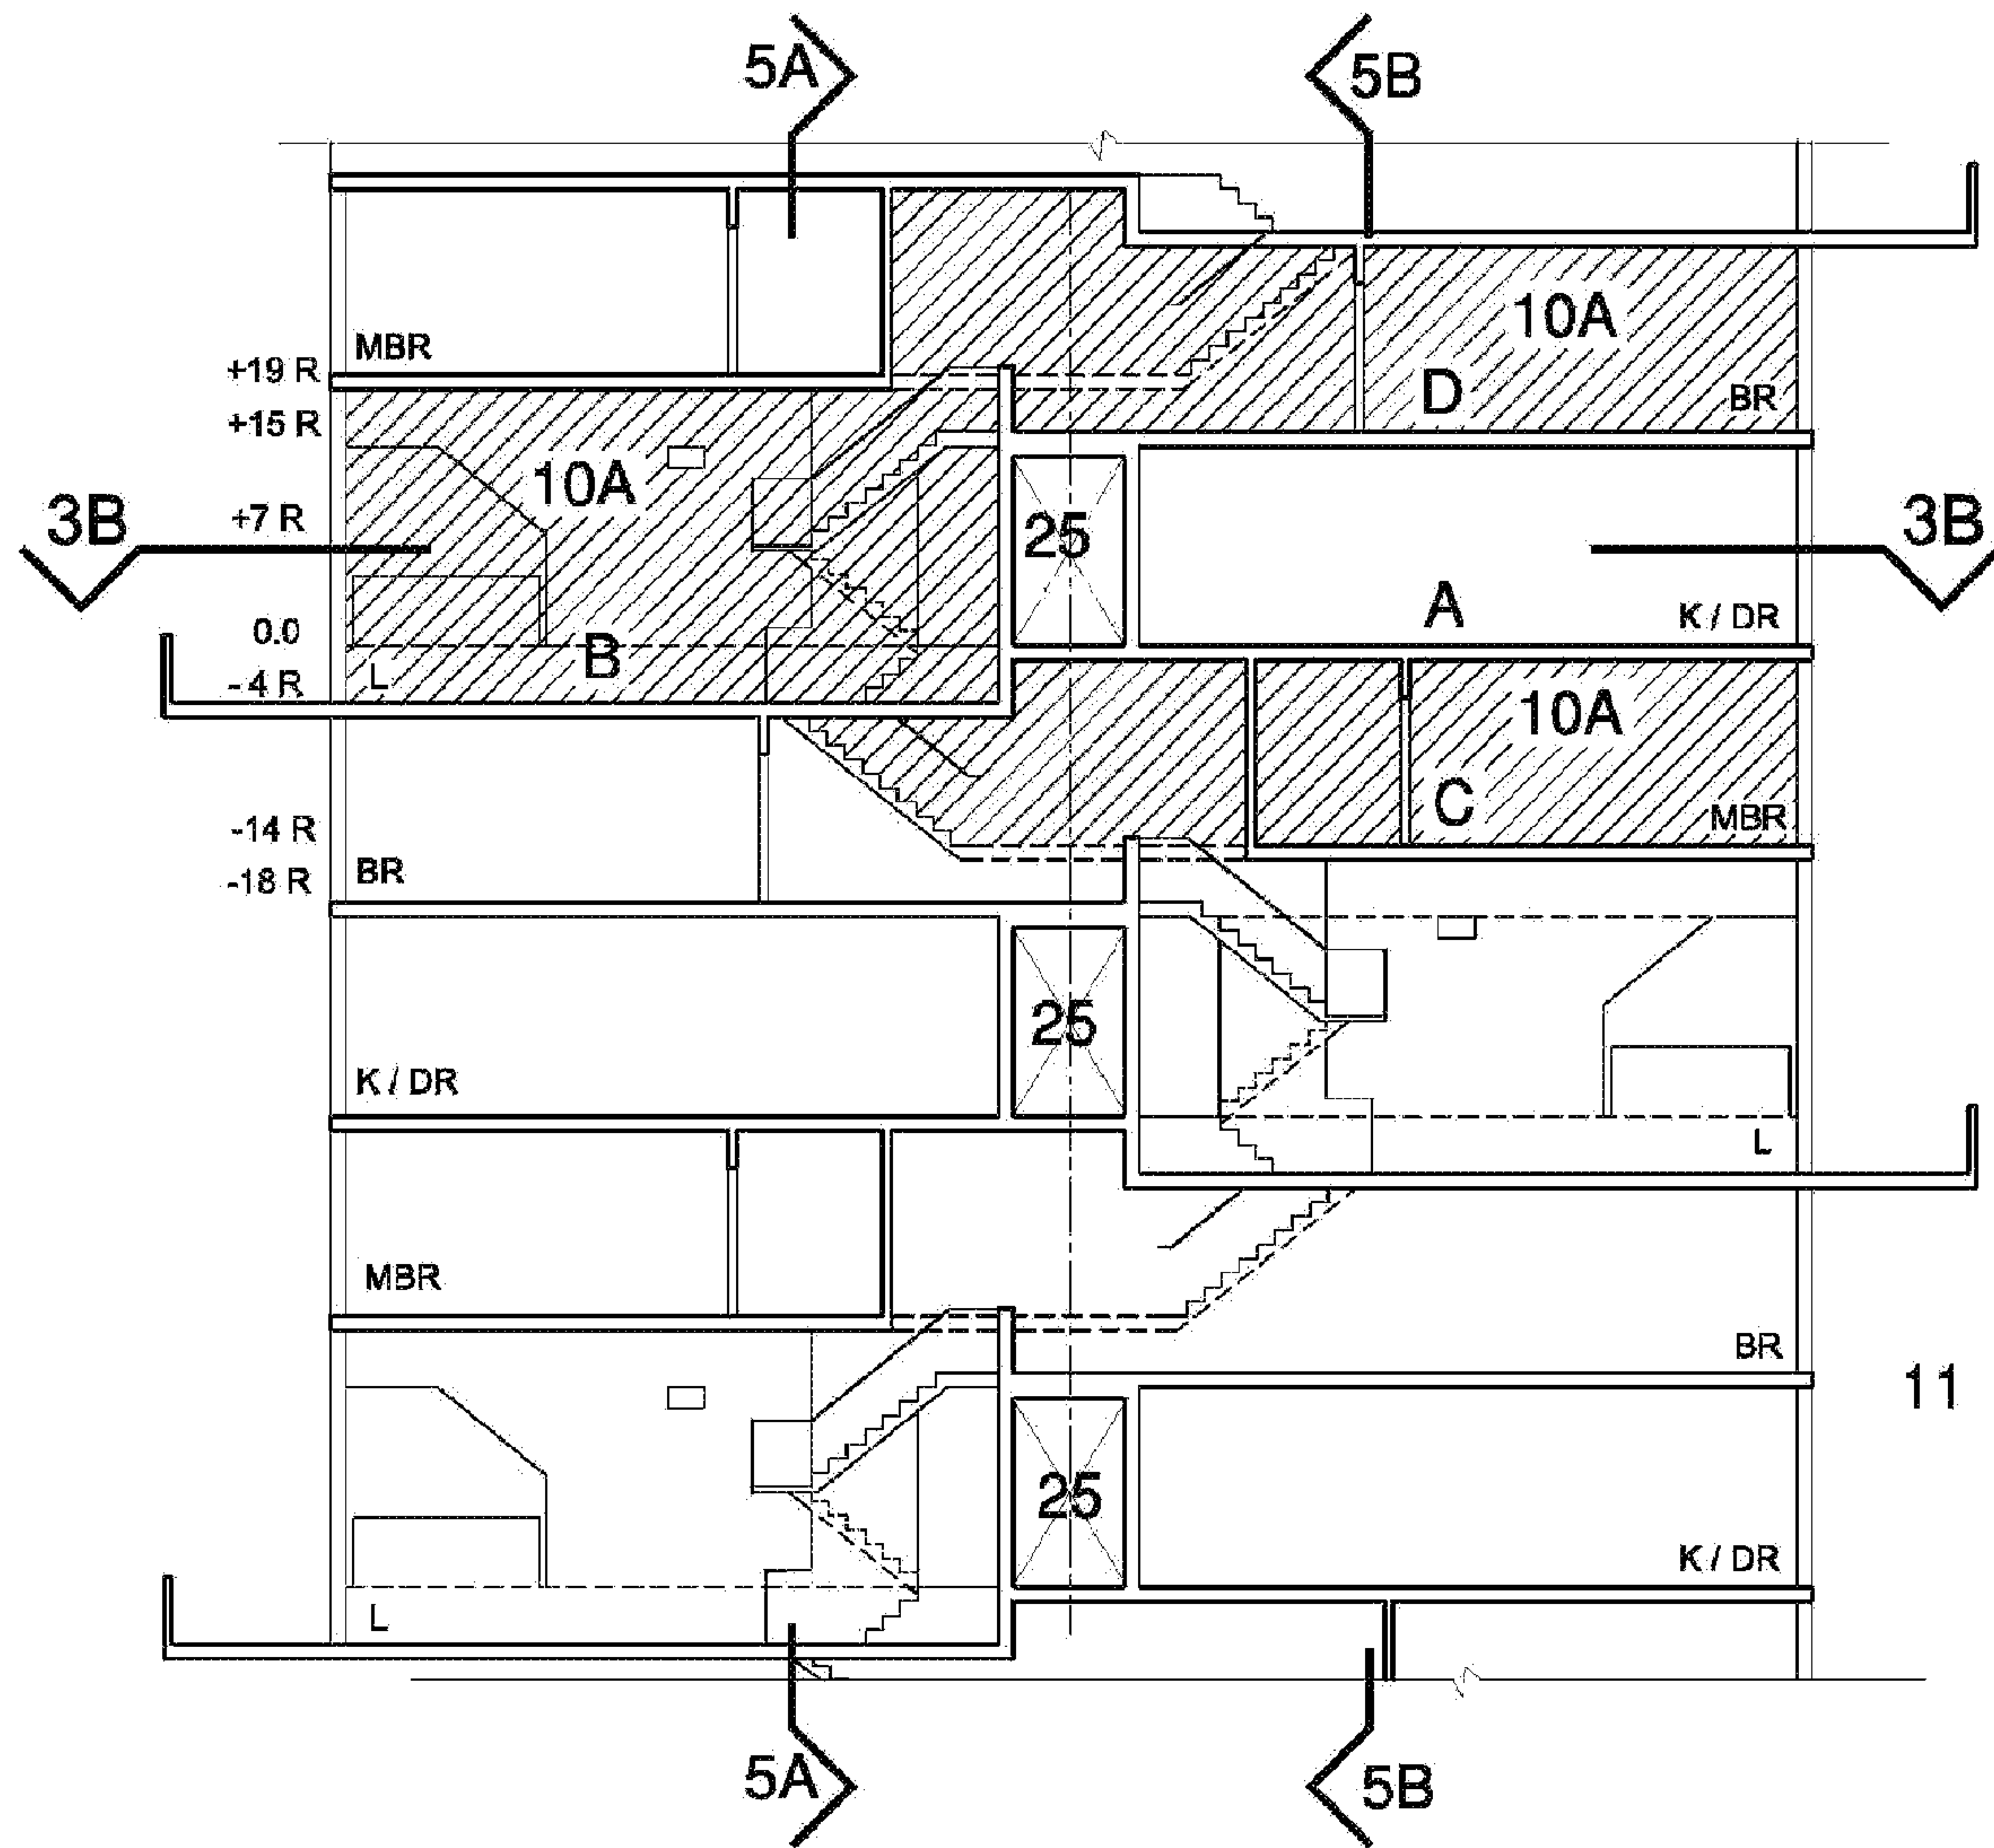 5A 5B
MBR
+19 R
10A
D
BR
+15 R
10A
3B
+7 R
25
3B
A
K / DR
0.0
B
-4 R
L
10A
C
MBR
-14 R
BR
-18 R
25
K / DR
L
MBR
BR
11
25
K / DR
L
5A 5B